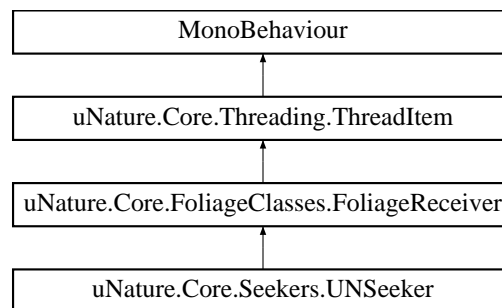 MonoBehaviour
uNature.Core.Threading.ThreadItem
uNature.Core.FoliageClasses.FoliageReceiver
uNature.Core.Seekers.UNSeeker